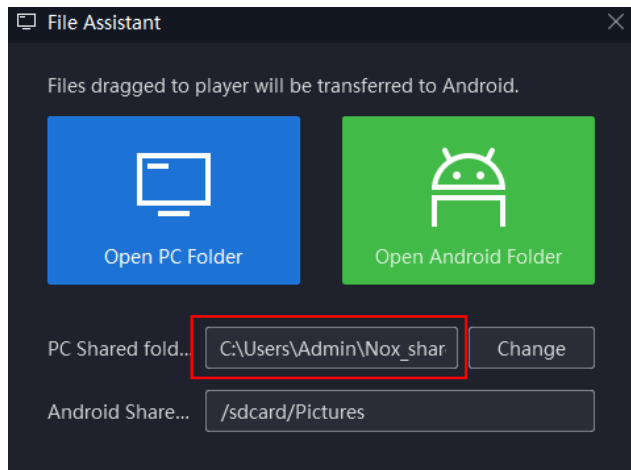 File Assistant
Files dragged to player will be transferred to Android.
Open PC Folder
Open Android Folder
PC Shared fold... C:\Users\Admin\Nox_shar Change
Android Share... /sdcard/Pictures